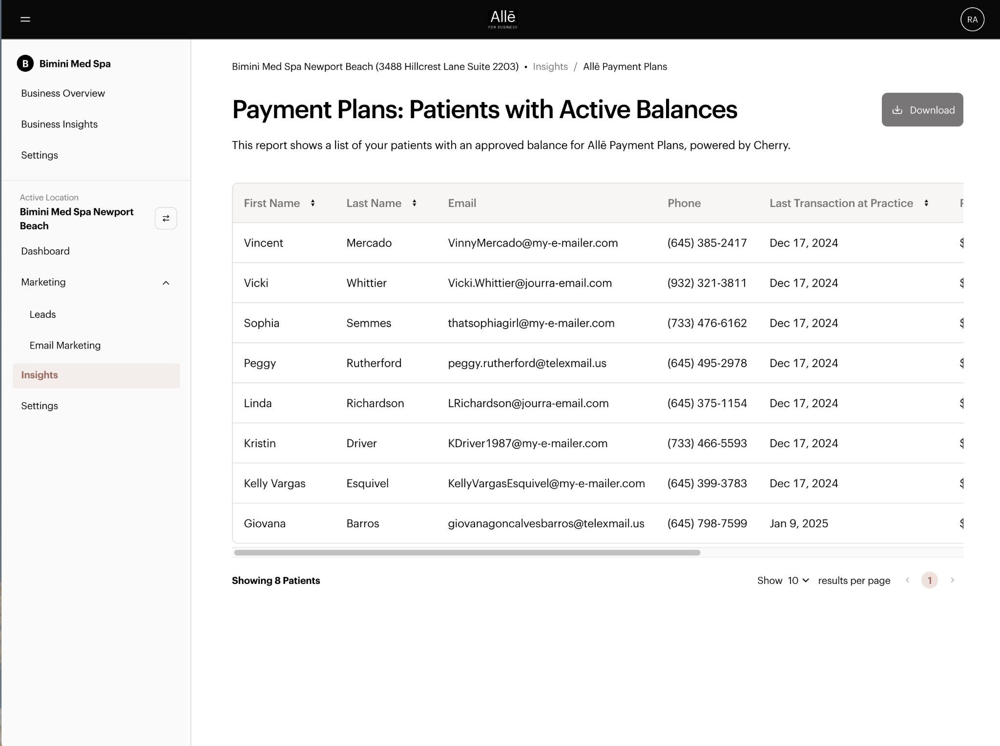 Allē
FOR BUSINESS
RA
B Bimini Med Spa
Business Overview
Business Insights
Settings
Active Location
Bimini Med Spa Newport
Beach
Dashboard
Marketing
Leads
Email Marketing
Insights
Settings
Bimini Med Spa Newport Beach (3488 Hillcrest Lane Suite 2203) • Insights / Allē Payment Plans
Payment Plans: Patients with Active Balances
Download
This report shows a list of your patients with an approved balance for Allē Payment Plans, powered by Cherry.
First Name Last Name Email Phone Last Transaction at Practice
Vincent Mercado VinnyMercado@my-e-mailer.com (645) 385-2417 Dec 17, 2024 $
Vicki Whittier Vicki.Whittier@jourra-email.com (932) 321-3811 Dec 17, 2024 $
Sophia Semmes thatsophiagirl@my-e-mailer.com (733) 476-6162 Dec 17, 2024 $
Peggy Rutherford peggy.rutherford@telexmail.us (645) 495-2978 Dec 17, 2024 $
Linda Richardson LRichardson@jourra-email.com (645) 375-1154 Dec 17, 2024 $
Kristin Driver KDriver1987@my-e-mailer.com (733) 466-5593 Dec 17, 2024 $
Kelly Vargas Esquivel KellyVargasEsquivel@my-e-mailer.com (645) 399-3783 Dec 17, 2024 $
Giovana Barros giovanagoncalvesbarros@telexmail.us (645) 798-7599 Jan 9, 2025 $
Showing 8 Patients
Show 10 results per page 1